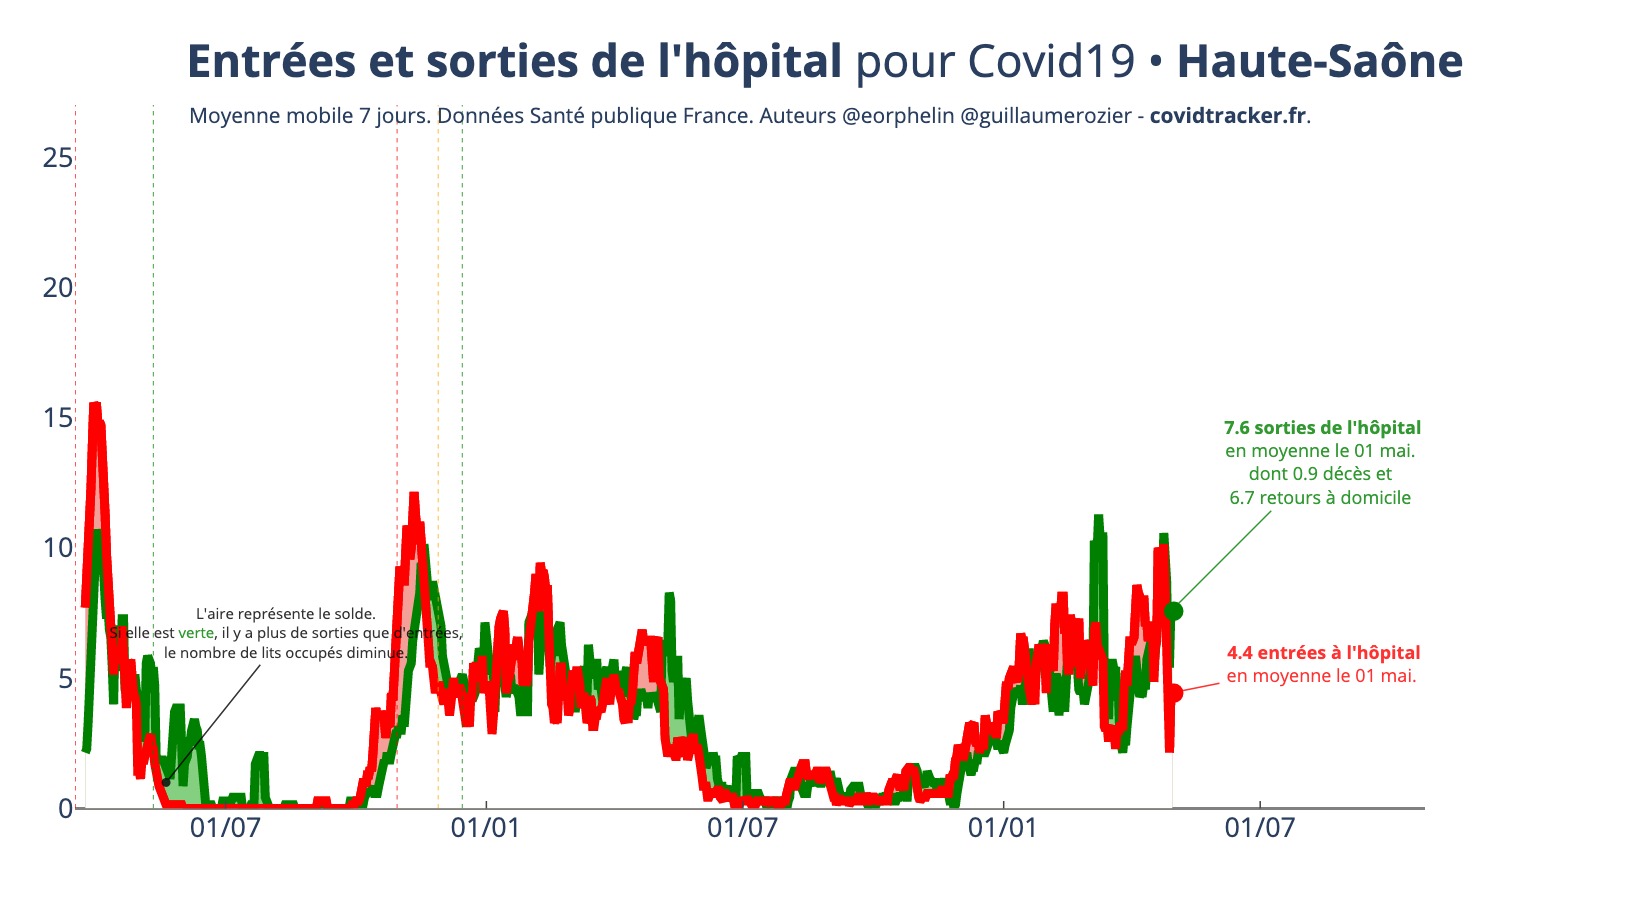 Entrées et sorties de l'hôpital pour Covid19 • Haute-Saône
Moyenne mobile 7 jours. Données Santé publique France. Auteurs @eorphelin @guillaumerozier - covidtracker.fr.
25
20
15
10
5
0
7.6 sorties de l'hôpital
en moyenne le 01 mai.
dont 0.9 décès et
6.7 retours à domicile
L'aire représente le solde.
Si elle est verte, il y a plus de sorties que d'entrées,
le nombre de lits occupés diminue.
4.4 entrées à l'hôpital
en moyenne le 01 mai.
01/07 01/01 01/07 01/01 01/07